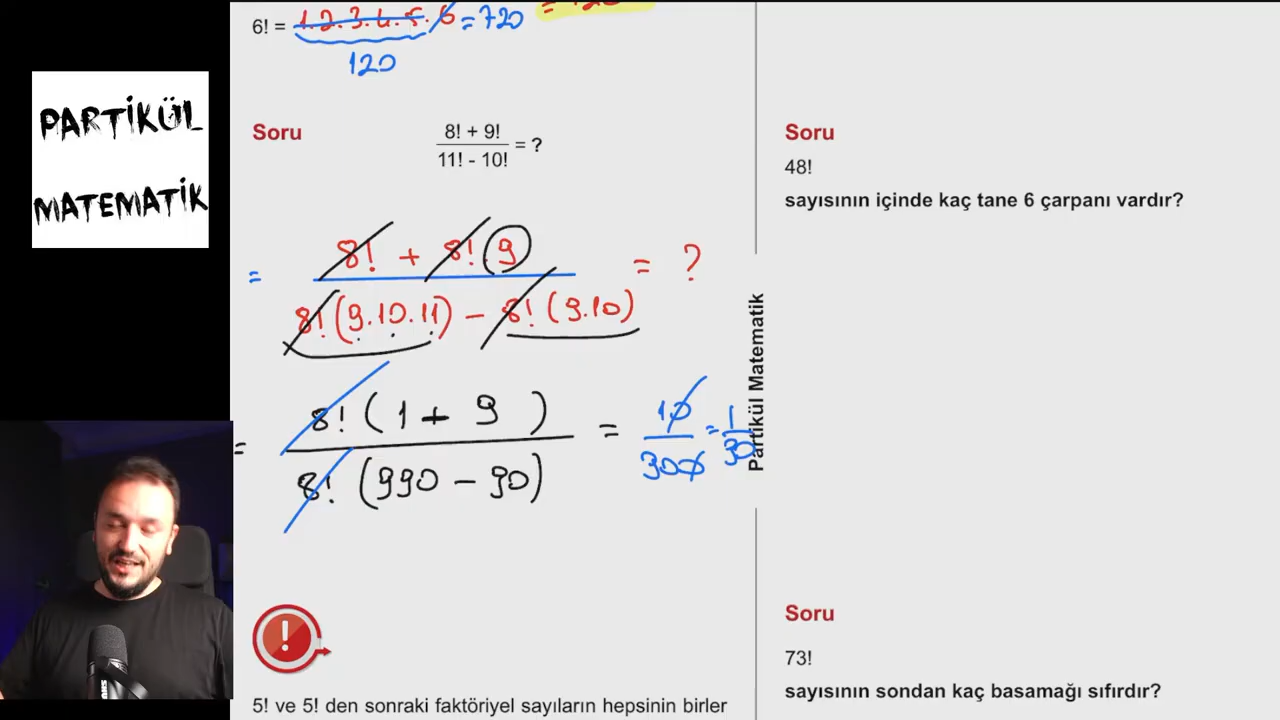 6! = 1.2.3.4.5.6 = 720
120
PARTİKÜL
MATEMATİK
Soru
8! + 9!
11! - 10!
= ?
8! + 8! (9)
= = ?
8! (9.10.11) - 8! (9.10)
8! (1 + 9)
= = 10/300 = 1/30
8! (990 - 90)
5! ve 5! den sonraki faktöriyel sayıların hepsinin birler
Partikül Matematik
Soru
48!
sayısının içinde kaç tane 6 çarpanı vardır?
Soru
73!
sayısının sondan kaç basamağı sıfırdır?